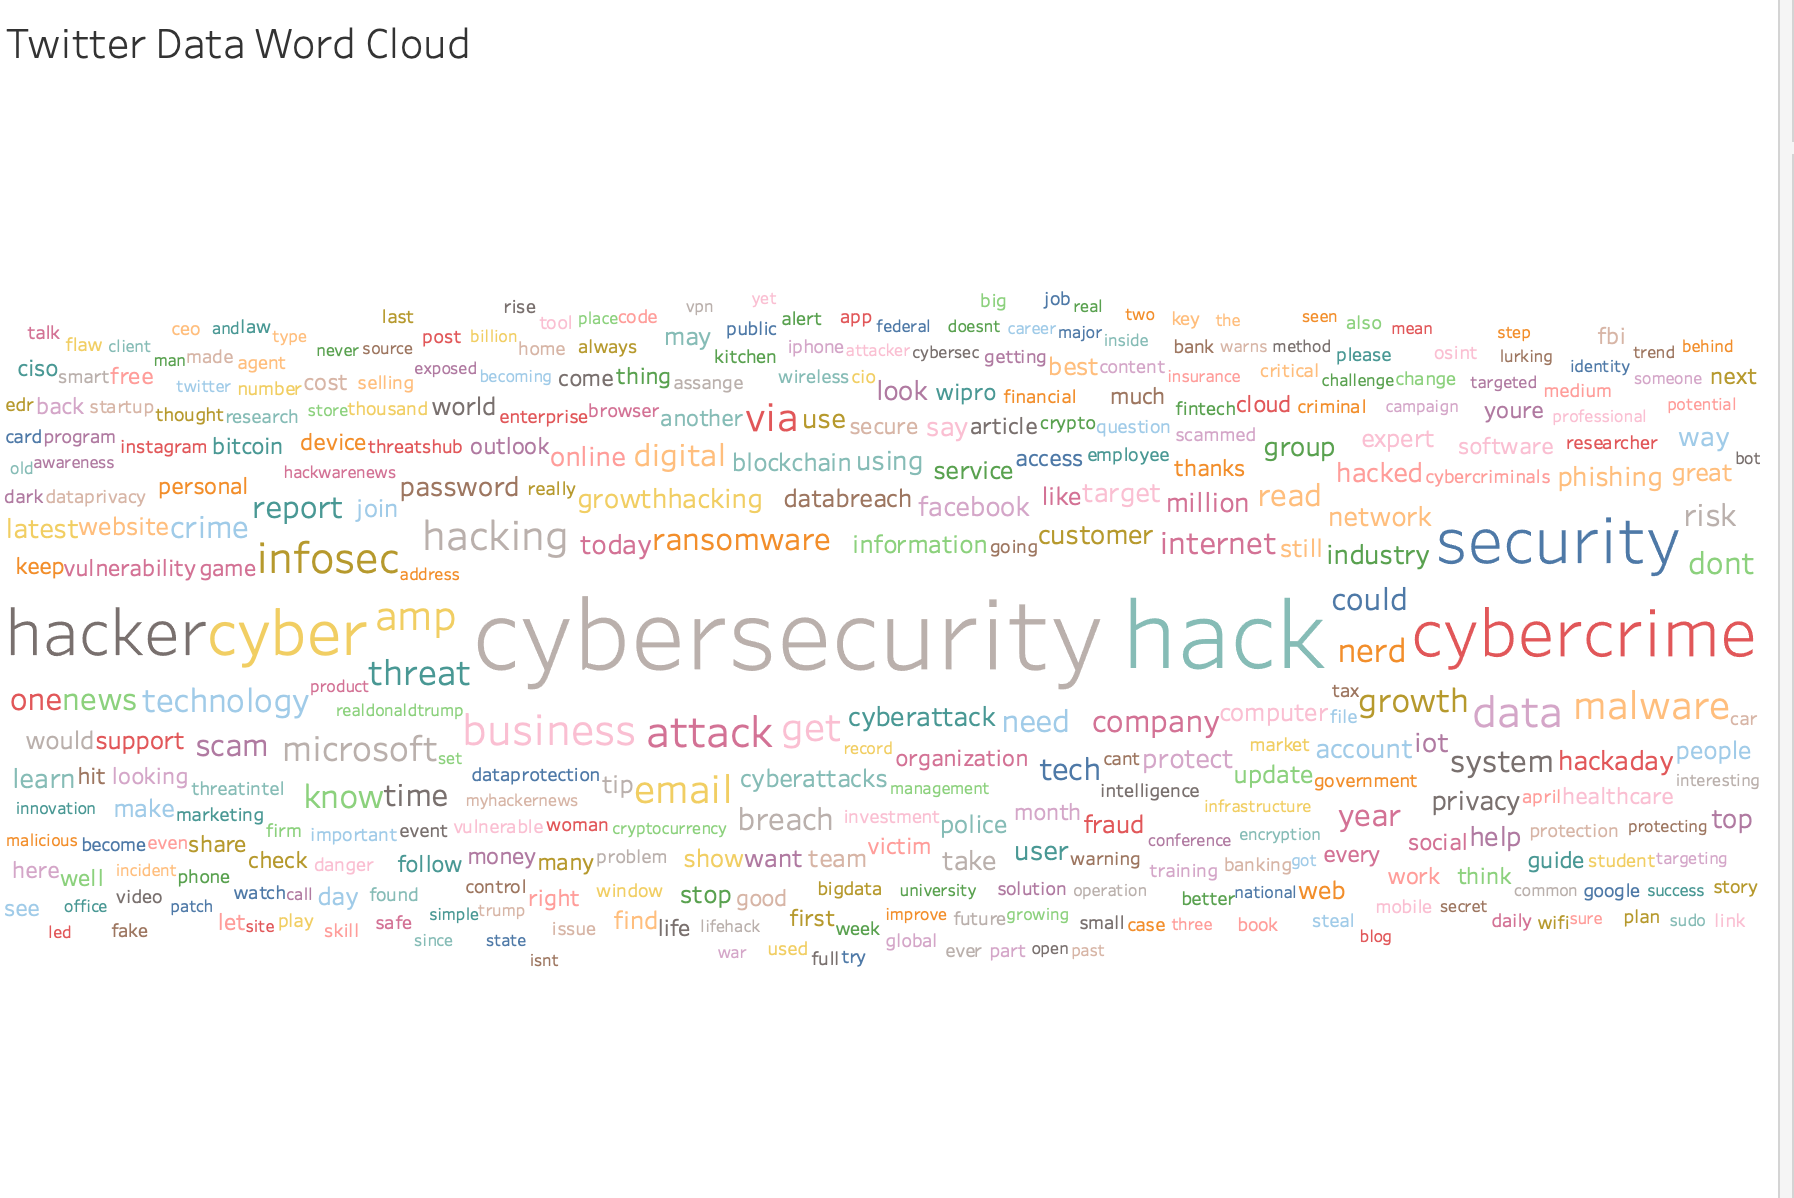 Twitter Data Word Cloud
yet big job real
rise vpn two key the seen also
last tool place code alert app federal doesnt career major inside mean step fbi
talk ceo and law type post billion may public
flaw client never source home always kitchen iphone attacker cybersec getting bank warns method please osint lurking trend behind
ciso man made agent exposed becoming come thing assange wireless cio look wipro best content insurance critical challenge change targeted identity someone next
smart free twitter number cost selling financial much medium
edr back startup thought research store thousand world enterprise browser another via use secure say article crypto question fintech cloud criminal campaign youre professional potential
card program instagram bitcoin device threatshub outlook online digital blockchain using service access employee scammed group expert software researcher way
old awareness hackwarenews thanks hacked cybercriminals phishing great bot
dark dataprivacy personal report join password really growthhacking databreach facebook like target million read network risk
latest website crime hacking today ransomware information going customer internet still industry security dont
keep vulnerability game infosec address
hacker cyber amp cybersecurity hack could nerd cybercrime
threat
one news technology product realdonaldtrump business attack get cyberattack need company computer tax file growth data malware car
would support scam microsoft set record organization cant protect market account iot system hackaday people
learn hit looking threatintel know time dataprotection myhackernews tip email cyberattacks management tech intelligence update government infrastructure privacy april healthcare interesting
innovation make marketing firm important event vulnerable woman cryptocurrency breach investment police month fraud conference encryption year social help protection protecting top
malicious become even share check danger follow money many problem show want team victim take user warning training banking got every guide student targeting
here well incident phone watch call day found control right window stop good bigdata university solution operation better national web work think common google success story
see office video patch simple trump improve future growing mobile secret
led fake let site play skill safe since state issue find life lifehack first week global small case three book steal blog daily wifi sure plan sudo link
isnt war used full try ever part open past